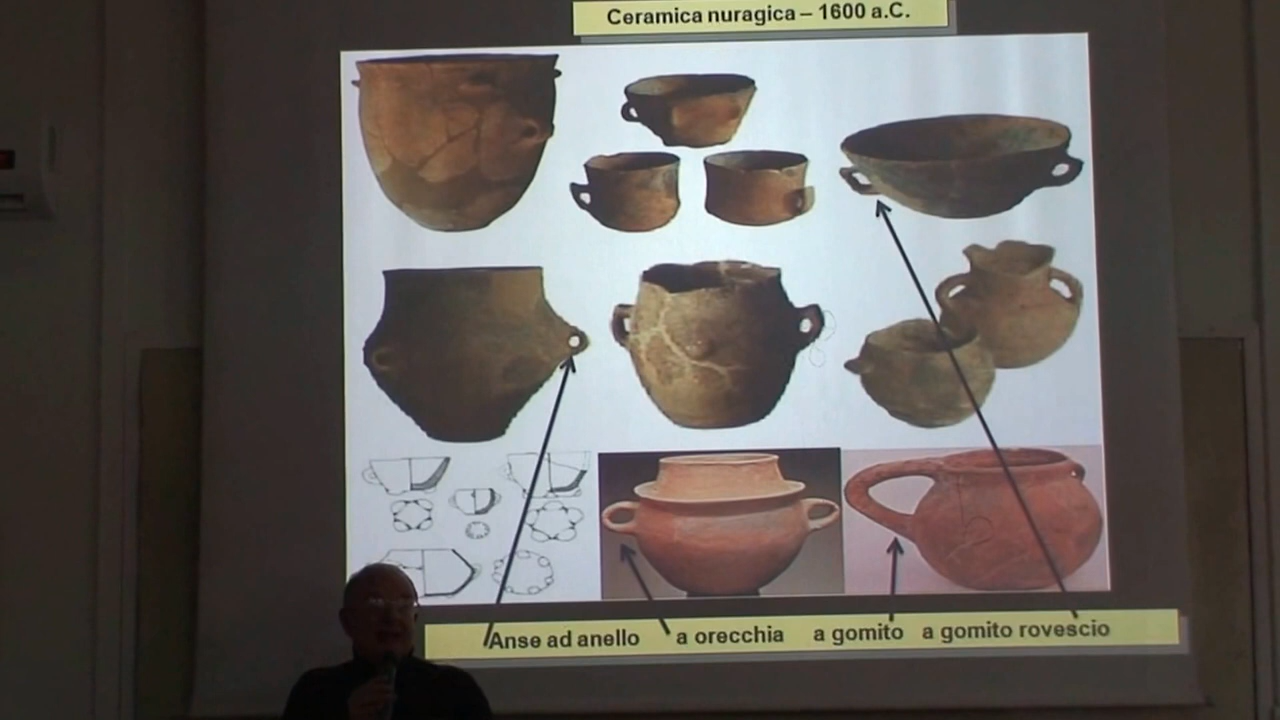 Ceramica nuragica – 1600 a.C.
Anse ad anello a orecchia a gomito a gomito rovescio